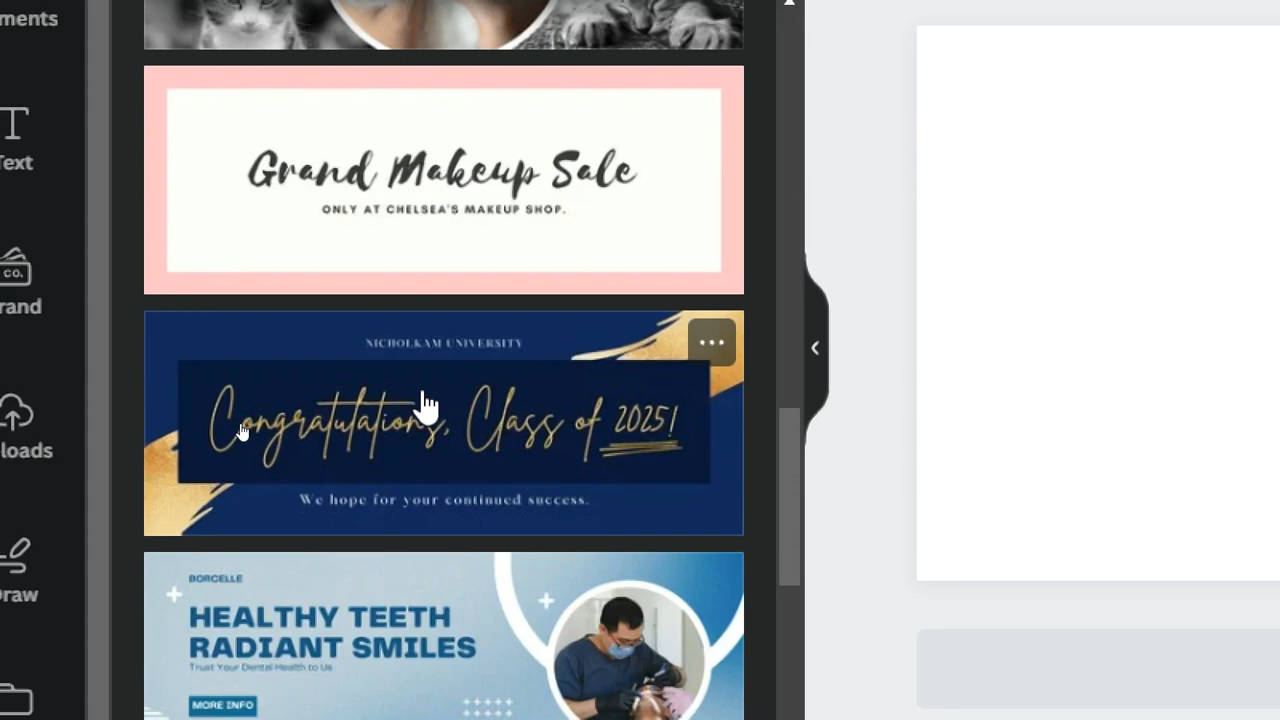 ments
Text
co.
rand
loads
raw
Grand Makeup Sale
ONLY AT CHELSEA'S MAKEUP SHOP.
NICHOLKAM UNIVERSITY
Congratulations, Class of 2025!
We hope for your continued success.
BORCELLE
HEALTHY TEETH
RADIANT SMILES
Trust Your Dental Health to Us
MORE INFO